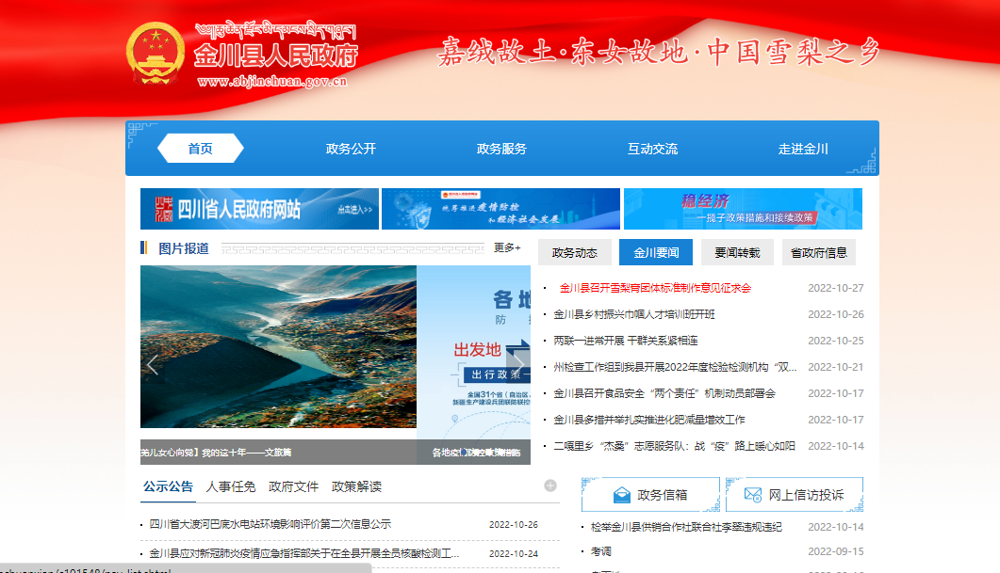 金川县人民政府
www.abjinchuan.gov.cn
嘉绒故土·东女故地·中国雪梨之乡
首页
政务公开
政务服务
互动交流
走进金川
四川省人民政府网站
点击进入>>
统筹推进疫情防控
和经济社会发展
稳经济
一揽子政策措施和接续政策
图片报道
更多+
政务动态
金川要闻
要闻转载
省政府信息
各地
防
出发地
出行政策一
全国31个省(自治区、
新疆生产建设兵团联防联控
弟儿女心向党】我的这十年——文旅篇
金川县召开雪梨膏团体标准制作意见征求会 2022-10-27
金川县乡村振兴巾帼人才培训班开班 2022-10-26
两联一进常开展 干群关系紧相连 2022-10-25
州检查工作组到我县开展2022年度检验检测机构“双... 2022-10-21
金川县召开食品安全“两个责任”机制动员部署会 2022-10-17
金川县多措并举扎实推进化肥减量增效工作 2022-10-17
二嘎里乡“杰桑”志愿服务队：战“疫”路上暖心如阳 2022-10-14
公示公告
人事任免
政府文件
政策解读
四川省大渡河巴底水电站环境影响评价第二次信息公示 2022-10-26
金川县应对新冠肺炎疫情应急指挥部关于在全县开展全员核酸检测工... 2022-10-24
政务信箱
网上信访投诉
检举金川县供销合作社联合社李翠违规违纪 2022-10-14
考调 2022-09-15